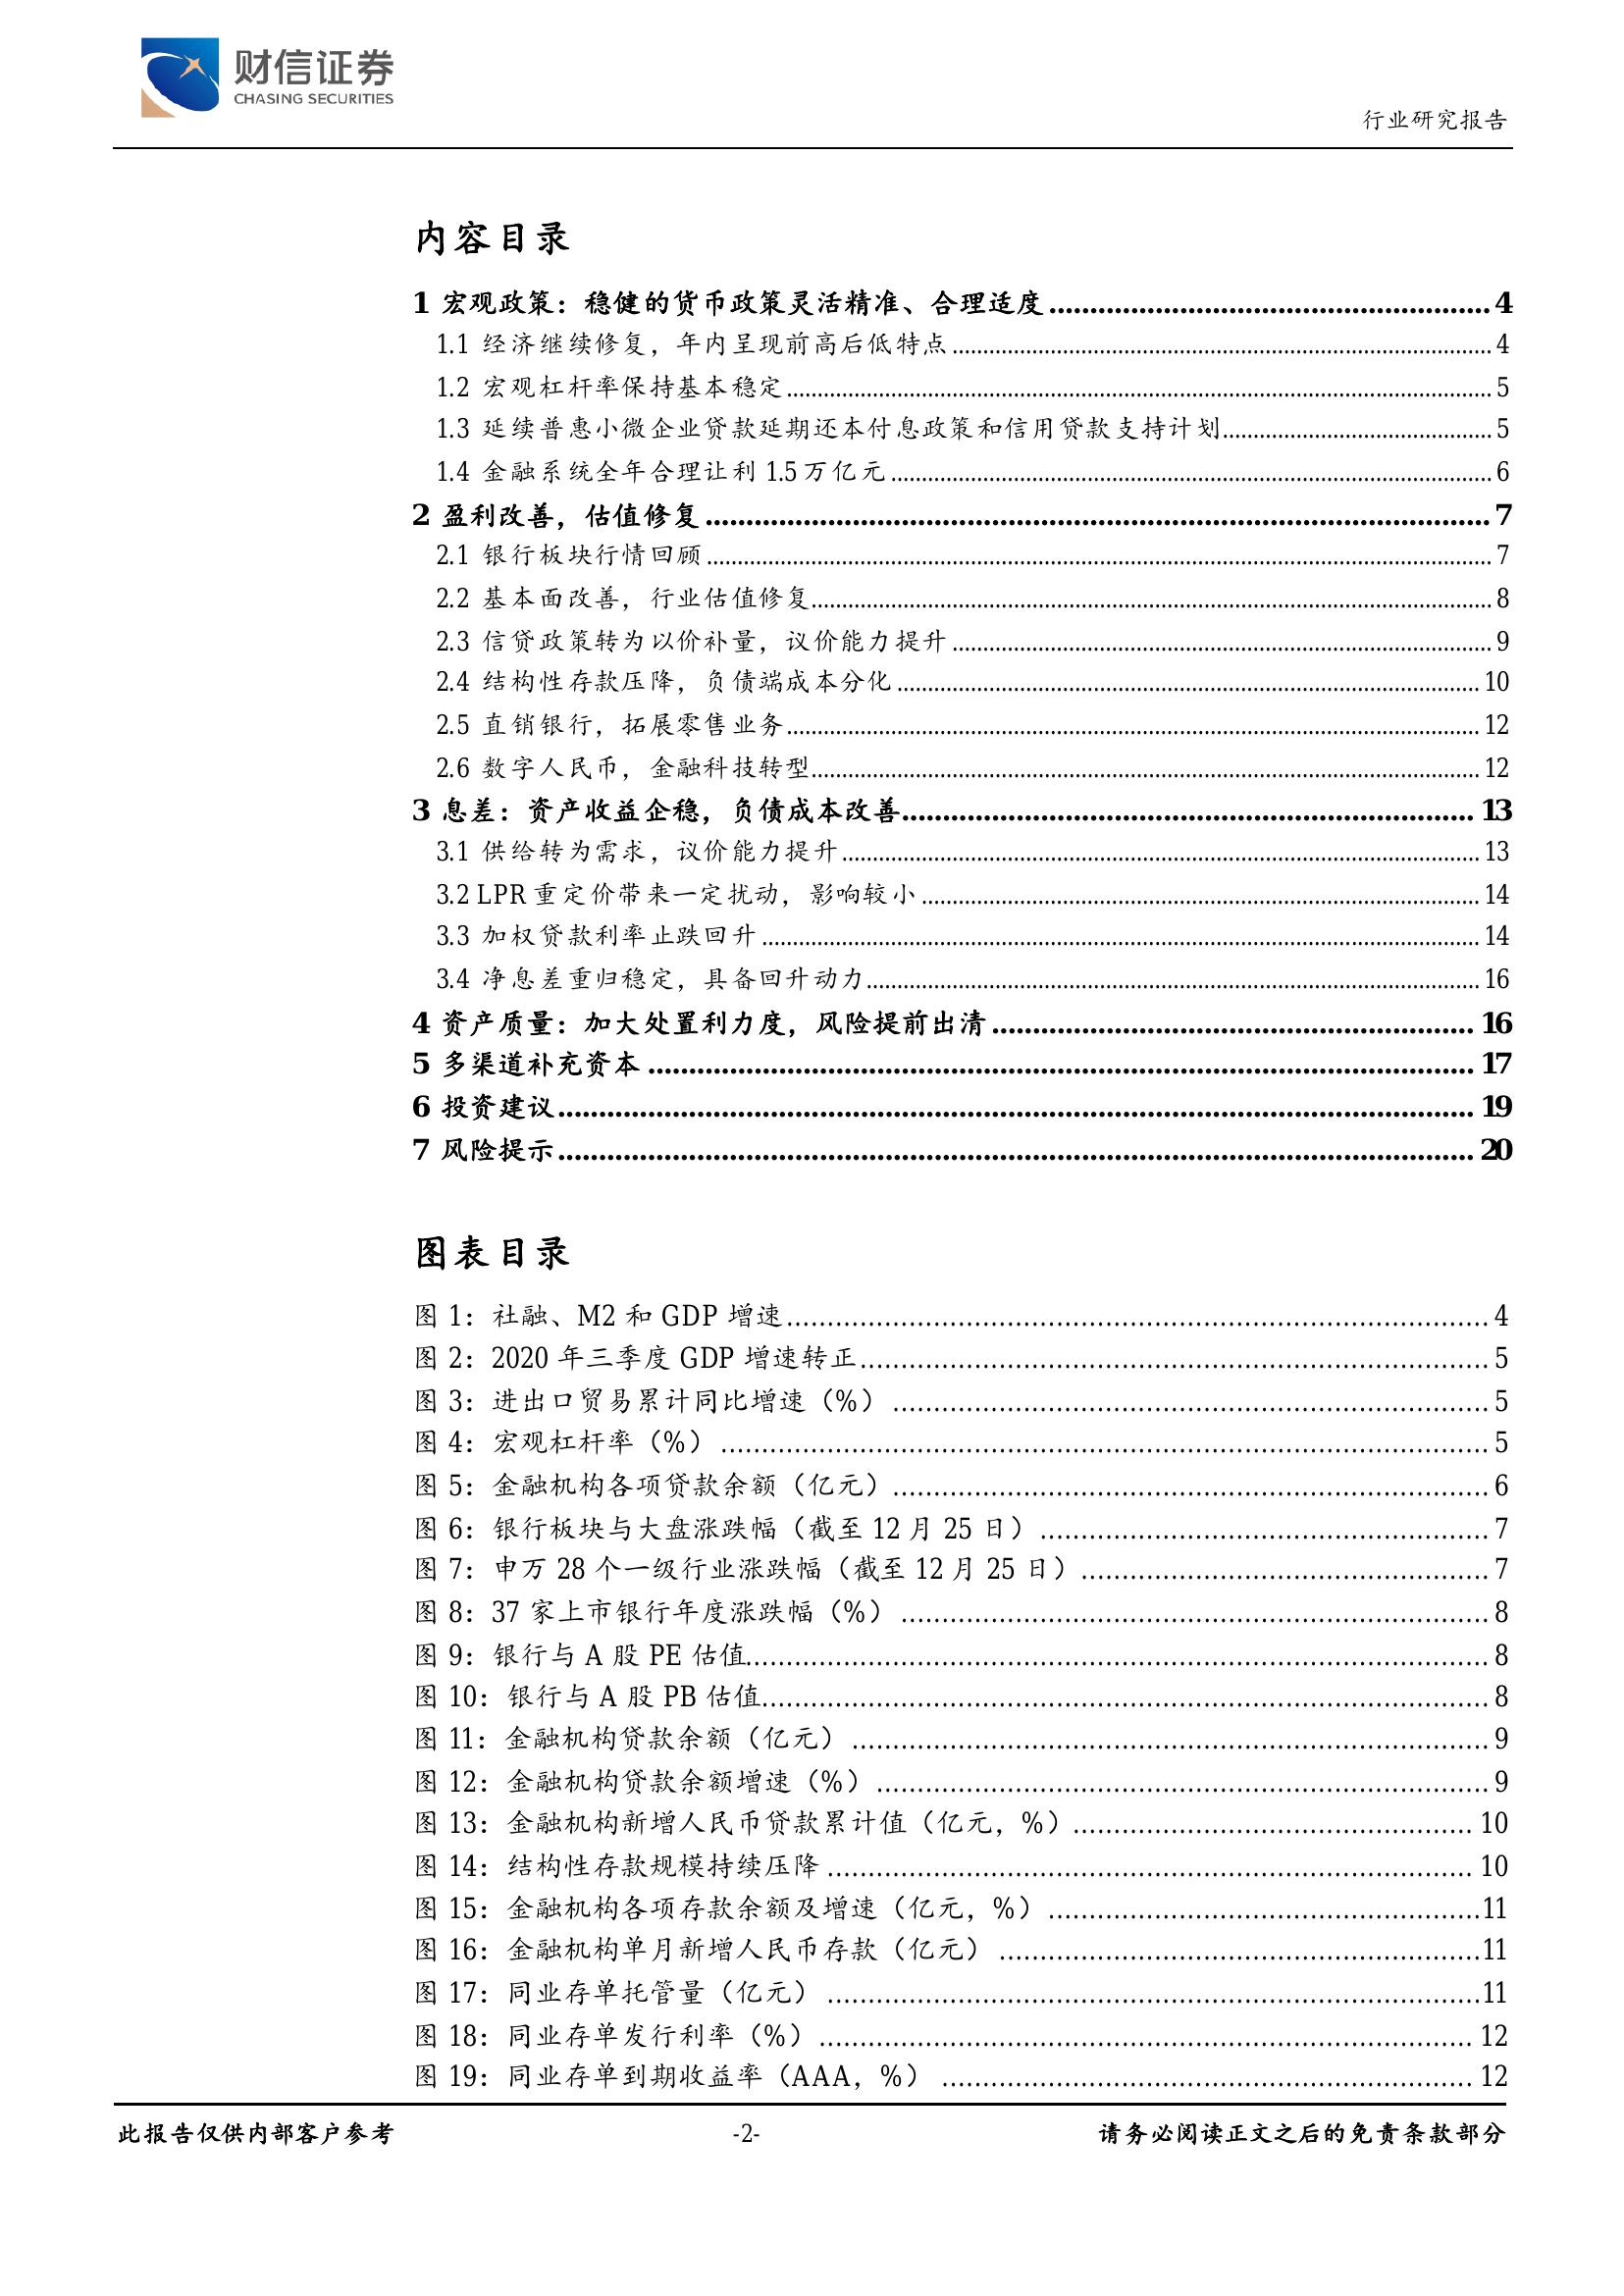 财信证券
CHASING SECURITIES
行业研究报告
内容目录
1 宏观政策：稳健的货币政策灵活精准、合理适度 4
1.1 经济继续修复，年内呈现前高后低特点 4
1.2 宏观杠杆率保持基本稳定 5
1.3 延续普惠小微企业贷款延期还本付息政策和信用贷款支持计划 5
1.4 金融系统全年合理让利 1.5 万亿元 6
2 盈利改善，估值修复 7
2.1 银行板块行情回顾 7
2.2 基本面改善，行业估值修复 8
2.3 信贷政策转为以价补量，议价能力提升 9
2.4 结构性存款压降，负债端成本分化 10
2.5 直销银行，拓展零售业务 12
2.6 数字人民币，金融科技转型 12
3 息差：资产收益企稳，负债成本改善 13
3.1 供给转为需求，议价能力提升 13
3.2 LPR 重定价带来一定扰动，影响较小 14
3.3 加权贷款利率止跌回升 14
3.4 净息差重归稳定，具备回升动力 16
4 资产质量：加大处置利力度，风险提前出清 16
5 多渠道补充资本 17
6 投资建议 19
7 风险提示 20
图表目录
图 1：社融、M2 和 GDP 增速 4
图 2：2020 年三季度 GDP 增速转正 5
图 3：进出口贸易累计同比增速（%） 5
图 4：宏观杠杆率（%） 5
图 5：金融机构各项贷款余额（亿元） 6
图 6：银行板块与大盘涨跌幅（截至 12 月 25 日） 7
图 7：申万 28 个一级行业涨跌幅（截至 12 月 25 日） 7
图 8：37 家上市银行年度涨跌幅（%） 8
图 9：银行与 A 股 PE 估值 8
图 10：银行与 A 股 PB 估值 8
图 11：金融机构贷款余额（亿元） 9
图 12：金融机构贷款余额增速（%） 9
图 13：金融机构新增人民币贷款累计值（亿元，%） 10
图 14：结构性存款规模持续压降 10
图 15：金融机构各项存款余额及增速（亿元，%） 11
图 16：金融机构单月新增人民币存款（亿元） 11
图 17：同业存单托管量（亿元） 11
图 18：同业存单发行利率（%） 12
图 19：同业存单到期收益率（AAA，%） 12
此报告仅供内部客户参考
-2-
请务必阅读正文之后的免责条款部分